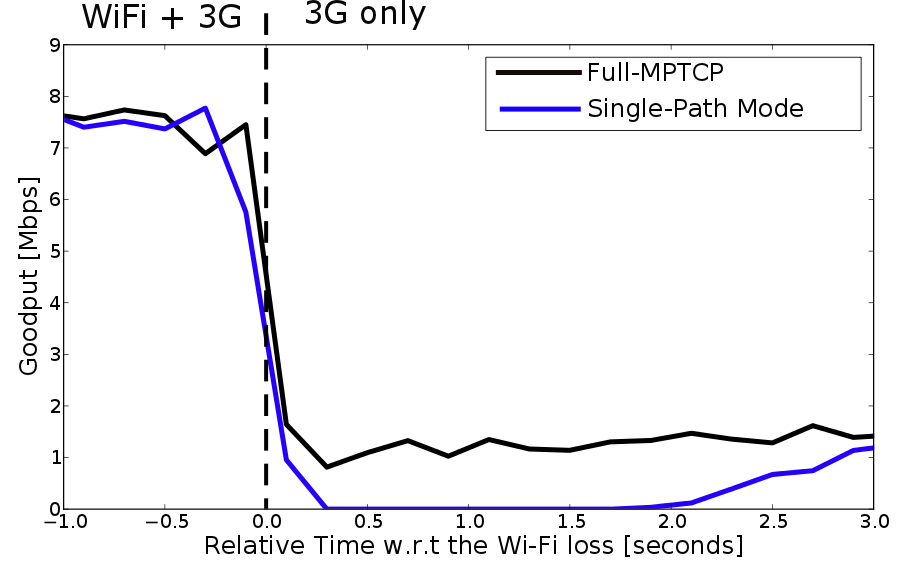 WiFi + 3G 3G only
9
8
7
6
5
4
3
2
1
0
Goodput [Mbps]
Full-MPTCP
Single-Path Mode
−1.0 −0.5 0.0 0.5 1.0 1.5 2.0 2.5 3.0
Relative Time w.r.t the Wi-Fi loss [seconds]